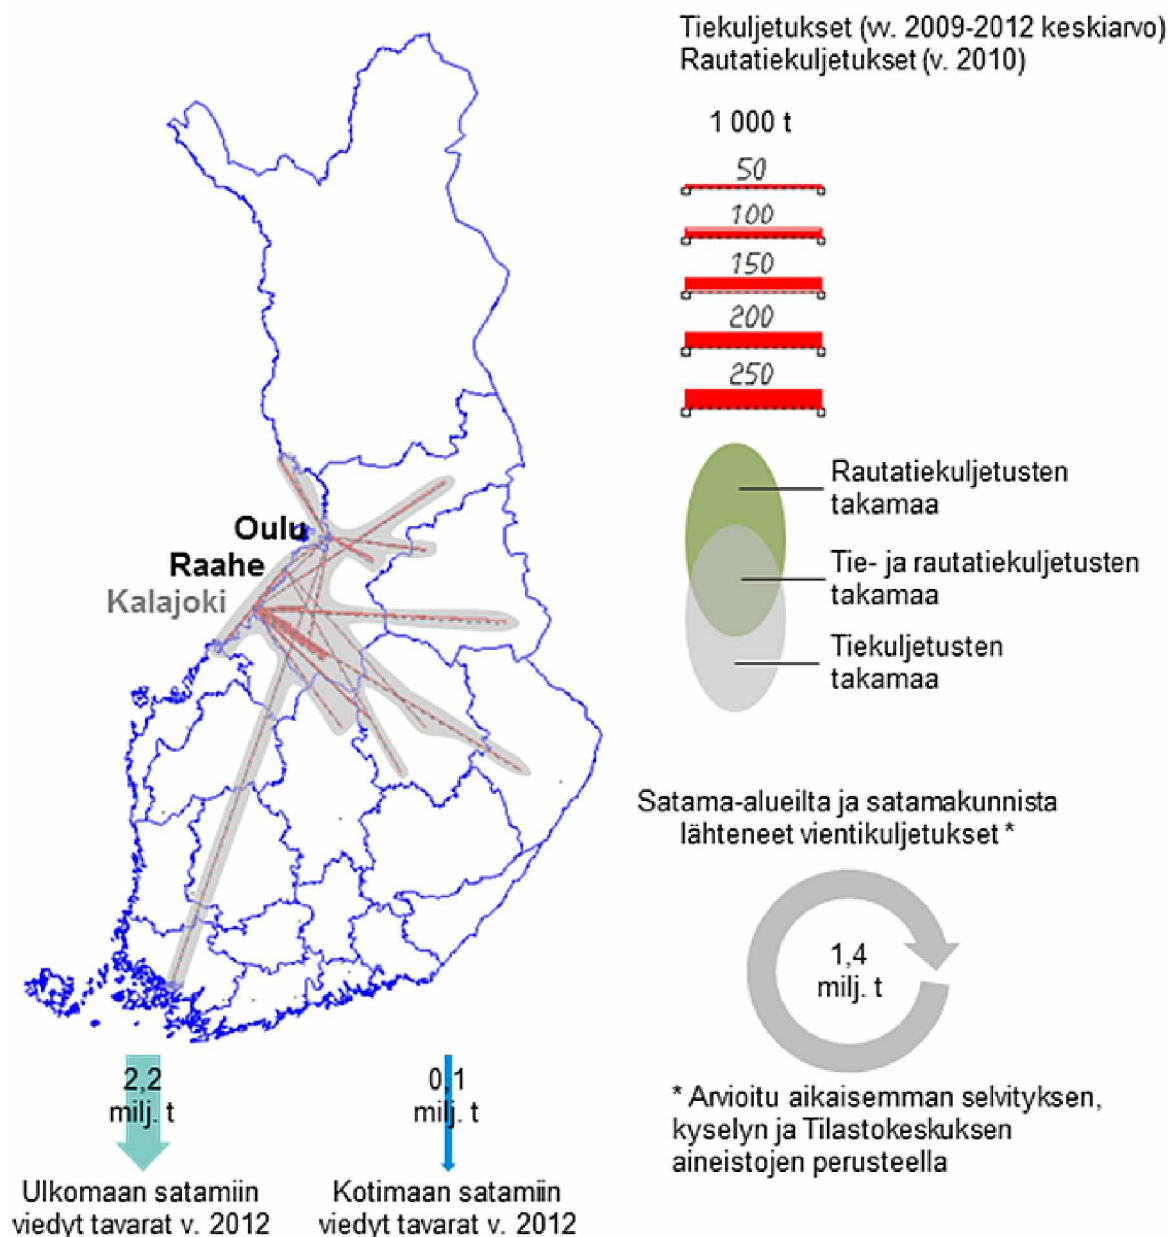 Tiekuljetukset (vv. 2009-2012 keskiarvo)
Rautatiekuljetukset (v. 2010)
1 000 t
50
100
150
200
250
Rautatiekuljetusten
takamaa
Tie- ja rautatiekuljetusten
takamaa
Tiekuljetusten
takamaa
Oulu
Raahe
Kalajoki
Satama-alueilta ja satamakunnista
lähteneet vientikuljetukset *
1,4
milj. t
* Arvioitu aikaisemman selvityksen,
kyselyn ja Tilastokeskuksen
aineistojen perusteella
2,2
milj. t
Ulkomaan satamiin
viedyt tavarat v. 2012
0,1
milj. t
Kotimaan satamiin
viedyt tavarat v. 2012